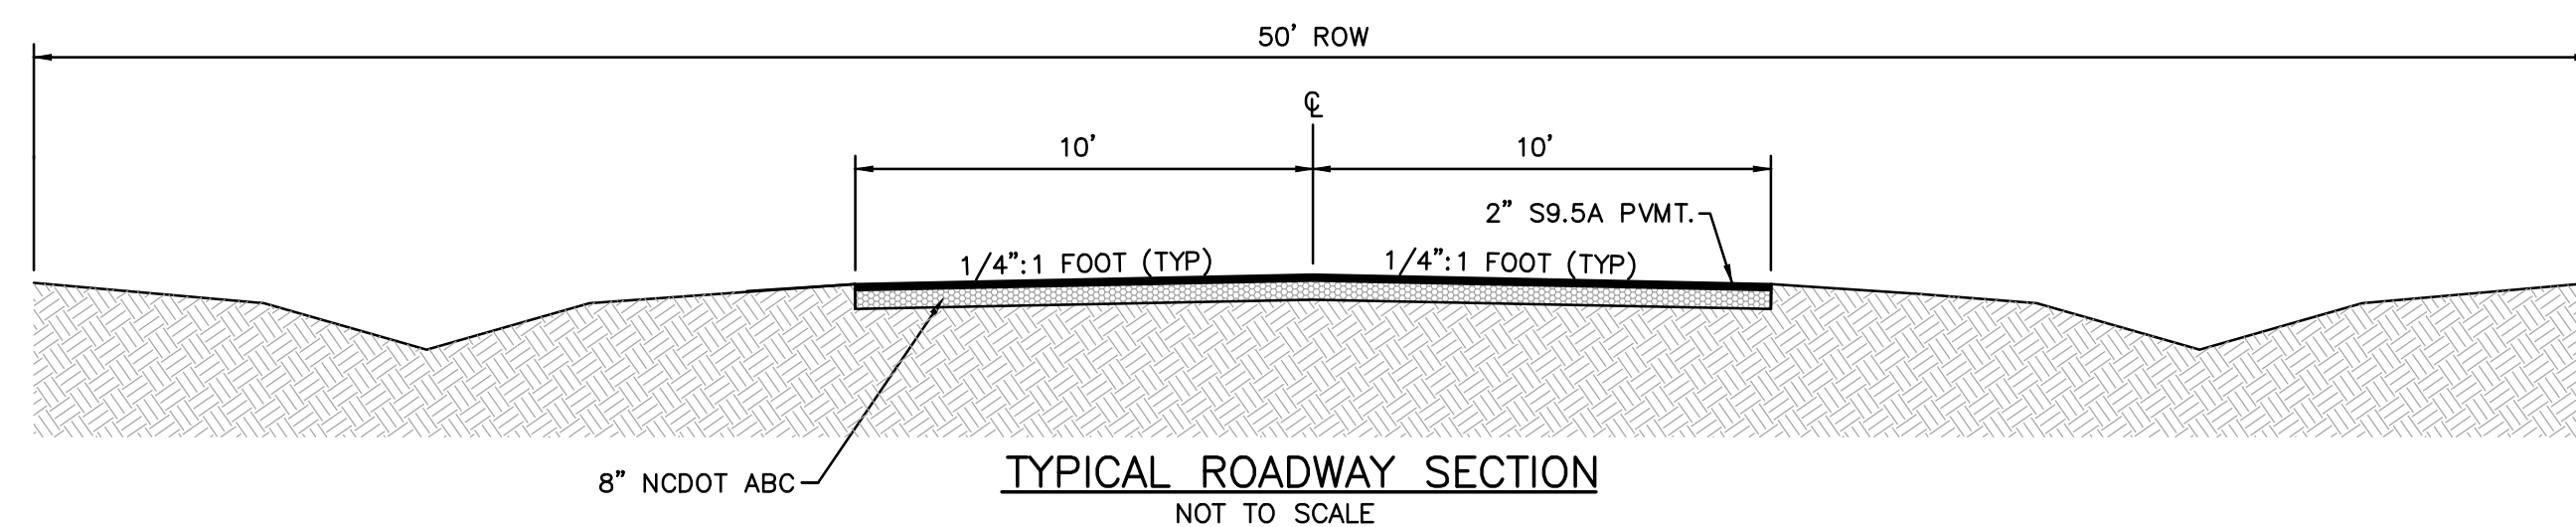 50' ROW
℄
10'
10'
2" S9.5A PVMT.
1/4":1 FOOT (TYP)
1/4":1 FOOT (TYP)
8" NCDOT ABC
TYPICAL ROADWAY SECTION
NOT TO SCALE